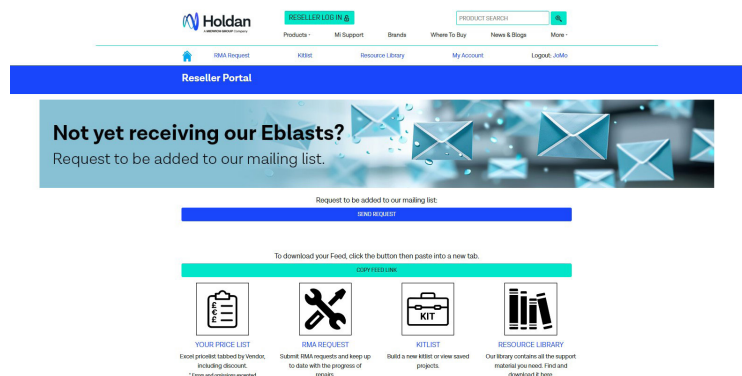 Holdan
A MIDWICH GROUP Company
RESELLER LOG IN
PRODUCT SEARCH
Products
Mi Support
Brands
Where To Buy
News & Blogs
More
RMA Request
Kitlist
Resource Library
My Account
Logout: JoMo
Reseller Portal
Not yet receiving our Eblasts?
Request to be added to our mailing list.
Request to be added to our mailing list:
SEND REQUEST
To download your Feed, click the button then paste into a new tab.
COPY FEED LINK
£
€
KIT
YOUR PRICE LIST
Excel pricelist tabbed by Vendor,
including discount.
* Errors and omissions excepted
RMA REQUEST
Submit RMA requests and keep up
to date with the progress of
repairs.
KITLIST
Build a new kitlist or view saved
projects.
RESOURCE LIBRARY
Our library contains all the support
material you need. Find and
download it here.